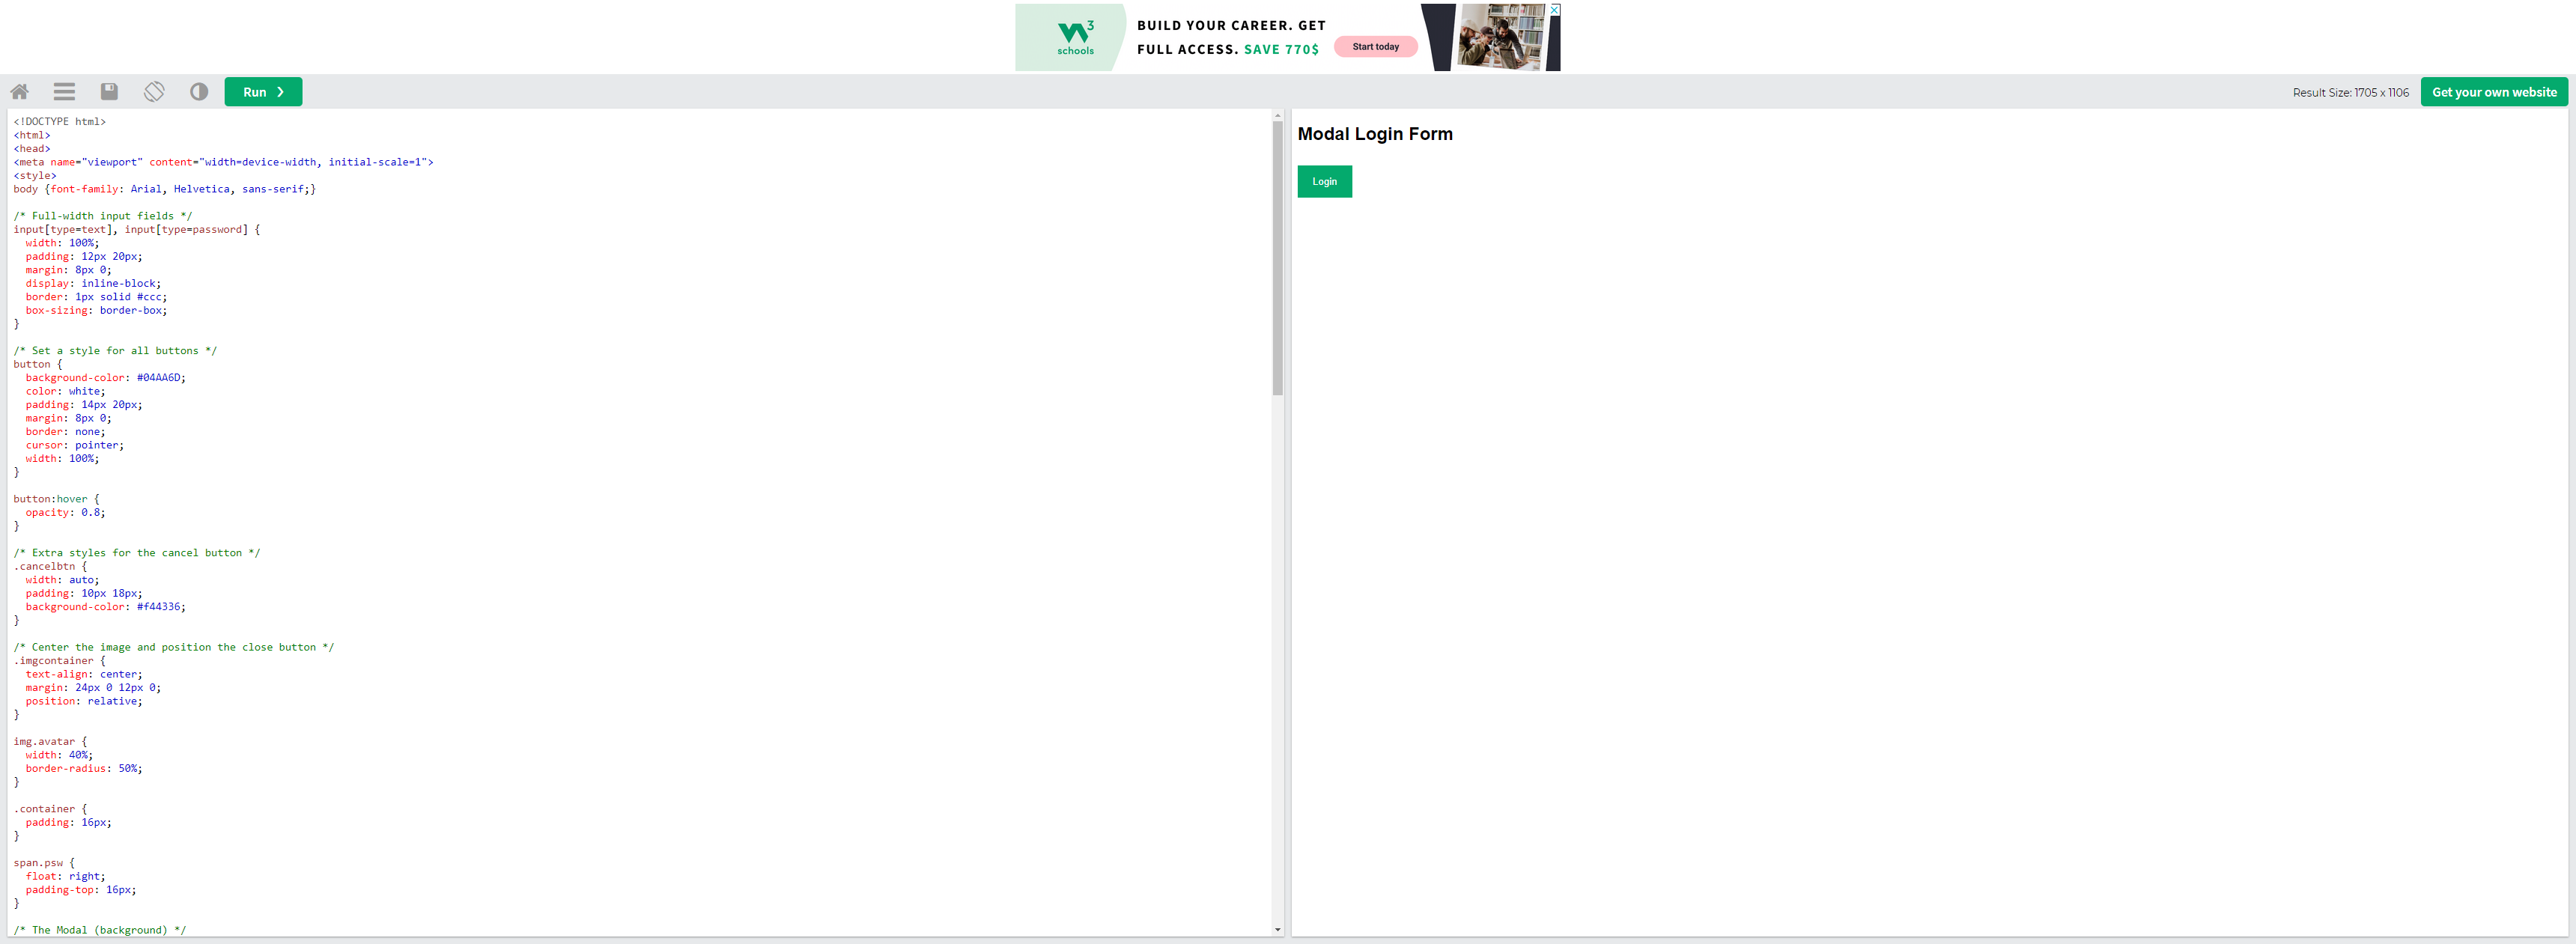 W3
schools
BUILD YOUR CAREER. GET
FULL ACCESS. SAVE 770$
Start today
Run ❯
Result Size: 1705 x 1106
Get your own website
<!DOCTYPE html>
<html>
<head>
<meta name="viewport" content="width=device-width, initial-scale=1">
<style>
body {font-family: Arial, Helvetica, sans-serif;}
/* Full-width input fields */
input[type=text], input[type=password] {
  width: 100%;
  padding: 12px 20px;
  margin: 8px 0;
  display: inline-block;
  border: 1px solid #ccc;
  box-sizing: border-box;
}
/* Set a style for all buttons */
button {
  background-color: #04AA6D;
  color: white;
  padding: 14px 20px;
  margin: 8px 0;
  border: none;
  cursor: pointer;
  width: 100%;
}
button:hover {
  opacity: 0.8;
}
/* Extra styles for the cancel button */
.cancelbtn {
  width: auto;
  padding: 10px 18px;
  background-color: #f44336;
}
/* Center the image and position the close button */
.imgcontainer {
  text-align: center;
  margin: 24px 0 12px 0;
  position: relative;
}
img.avatar {
  width: 40%;
  border-radius: 50%;
}
.container {
  padding: 16px;
}
span.psw {
  float: right;
  padding-top: 16px;
}
/* The Modal (background) */
Modal Login Form
Login